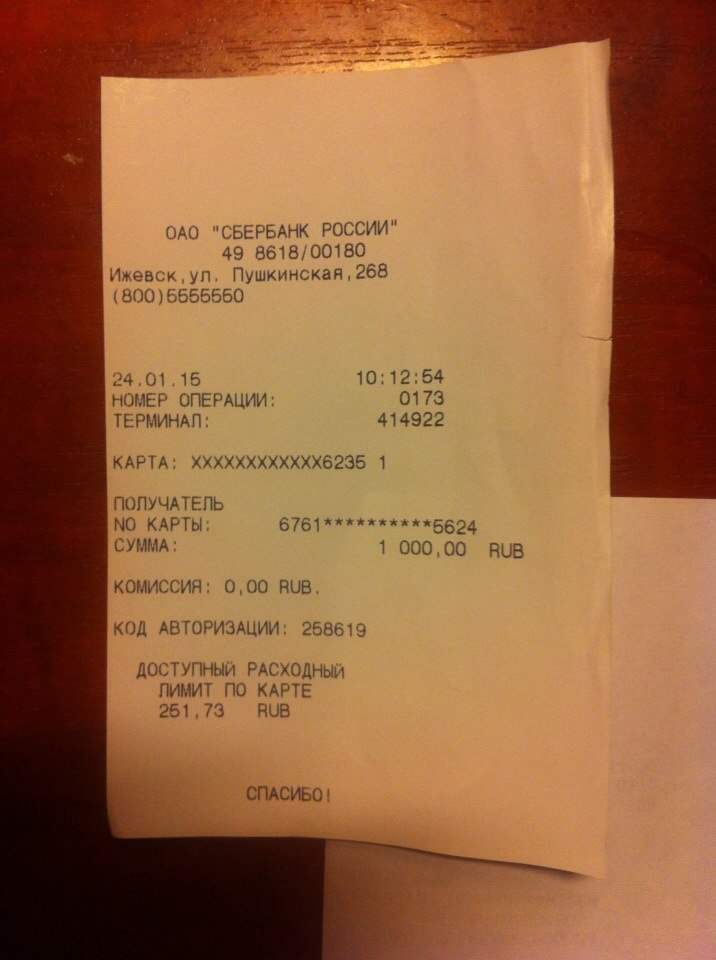 ОАО "СБЕРБАНК РОССИИ"
49 8618/00180
Ижевск,ул. Пушкинская,268
(800)5555550
24.01.15 10:12:54
НОМЕР ОПЕРАЦИИ: 0173
ТЕРМИНАЛ: 414922
КАРТА: XXXXXXXXXXXX6235 1
ПОЛУЧАТЕЛЬ
NO КАРТЫ: 6761**********5624
СУММА: 1 000,00 RUB
КОМИССИЯ: 0,00 RUB.
КОД АВТОРИЗАЦИИ: 258619
ДОСТУПНЫЙ РАСХОДНЫЙ
ЛИМИТ ПО КАРТЕ
251,73 RUB
СПАСИБО!